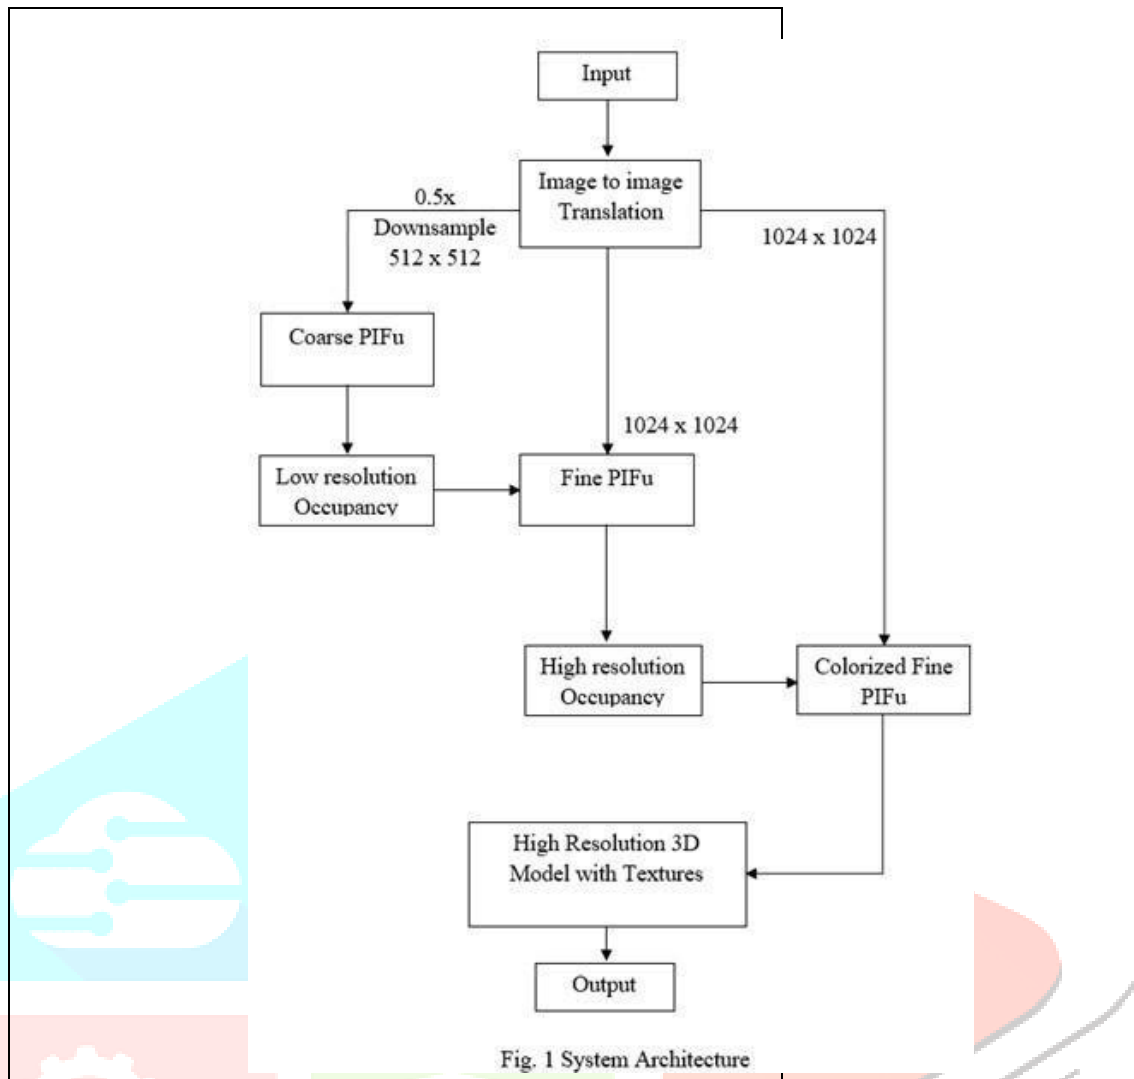 Input
Image to image
Translation
0.5x
Downsample
512 x 512
1024 x 1024
Coarse PIFu
1024 x 1024
Low resolution
Occupancy
Fine PIFu
High resolution
Occupancy
Colorized Fine
PIFu
High Resolution 3D
Model with Textures
Output
Fig. 1 System Architecture